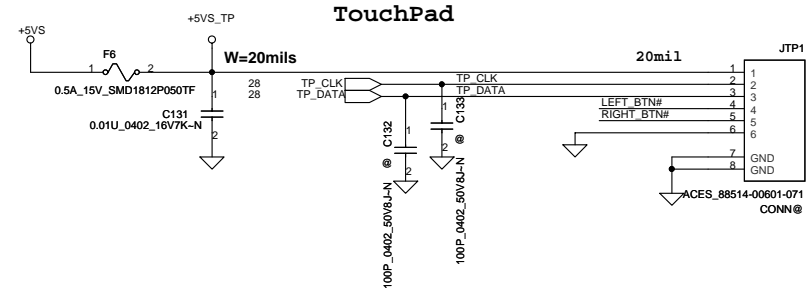 TouchPad
+5VS
+5VS_TP
F6
1 2
W=20mils
20mil
JTP1
0.5A_15V_SMD1812P050TF
28 TP_CLK TP_CLK
28 TP_DATA TP_DATA
LEFT_BTN#
RIGHT_BTN#
1 1
2 2
3 3
4 4
5 5
6 6
7 GND
8 GND
C131
0.01U_0402_16V7K~N
1
2
C132 @
1
2
100P_0402_50V8J~N
C133 @
1
2
100P_0402_50V8J~N
ACES_88514-00601-071
CONN@